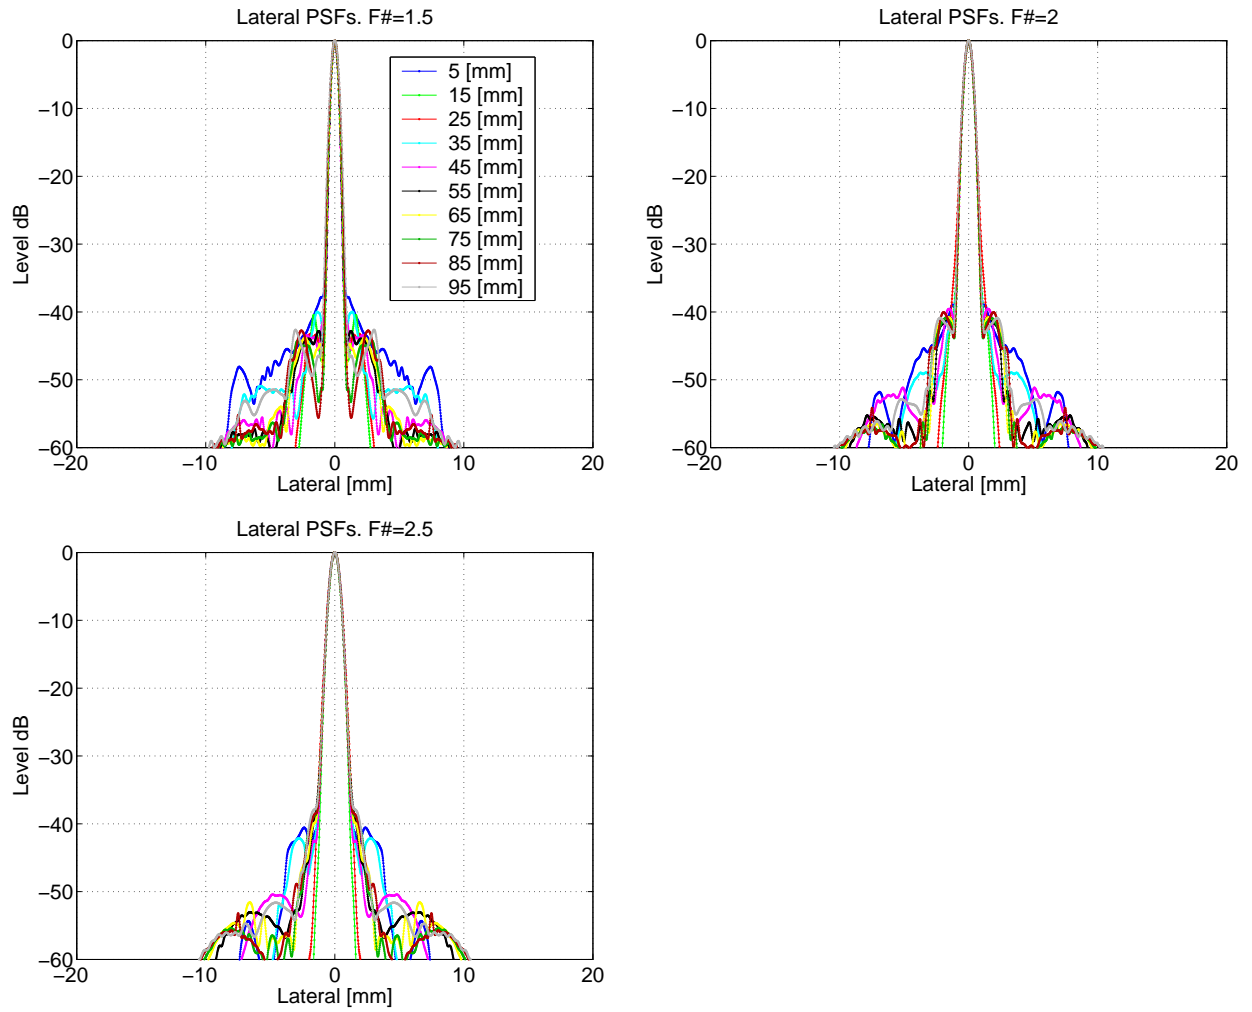 Lateral PSFs. F#=1.5
0
−10
−20
−30
−40
−50
−60
Level dB
−20
−10
0
10
20
Lateral [mm]
5 [mm]
15 [mm]
25 [mm]
35 [mm]
45 [mm]
55 [mm]
65 [mm]
75 [mm]
85 [mm]
95 [mm]
Lateral PSFs. F#=2
0
−10
−20
−30
−40
−50
−60
Level dB
−20
−10
0
10
20
Lateral [mm]
Lateral PSFs. F#=2.5
0
−10
−20
−30
−40
−50
−60
Level dB
−20
−10
0
10
20
Lateral [mm]